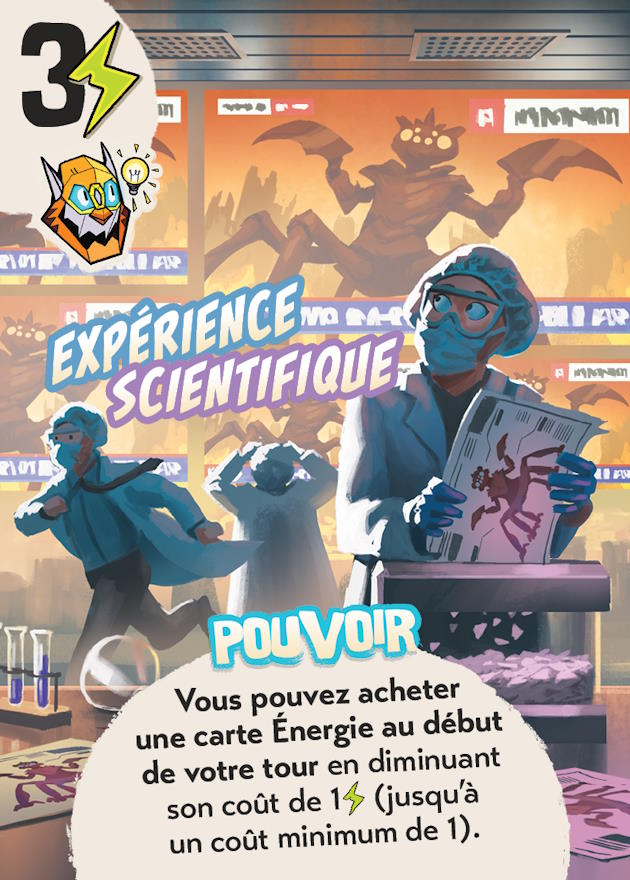 3
EXPÉRIENCE
SCIENTIFIQUE
POUVOIR
Vous pouvez acheter
une carte Énergie au début
de votre tour en diminuant
son coût de 1 (jusqu'à
un coût minimum de 1).